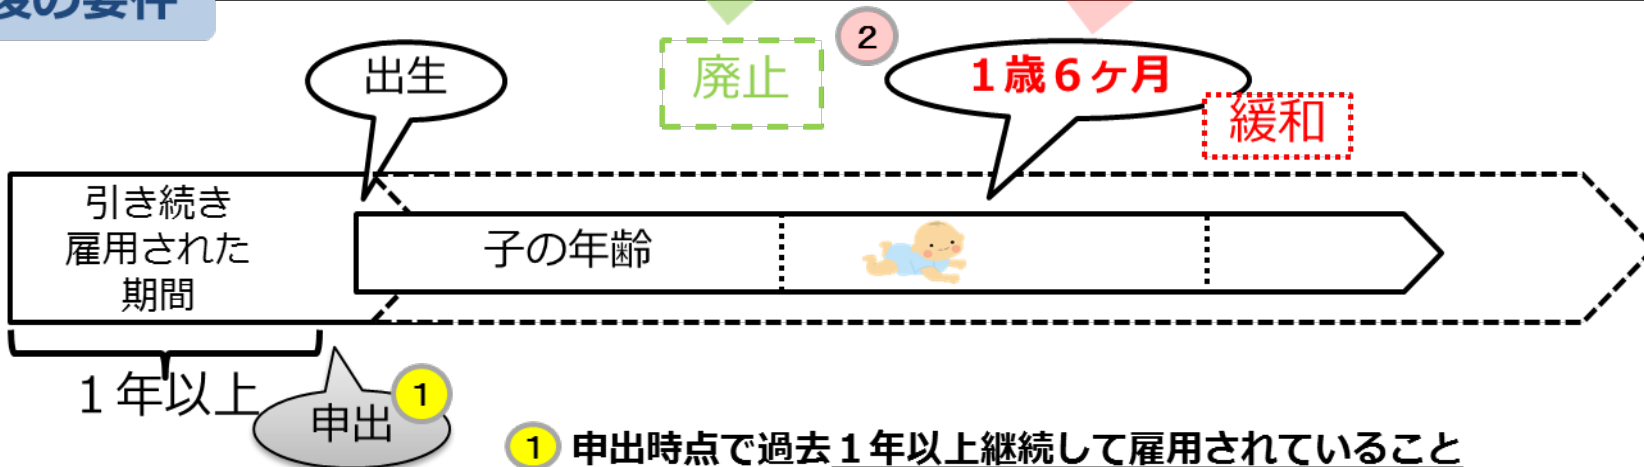 後の要件
出生
廃止
2
1歳6ヶ月
緩和
引き続き
雇用された
期間
子の年齢
1年以上
申出
1
1 申出時点で過去1年以上継続して雇用されていること